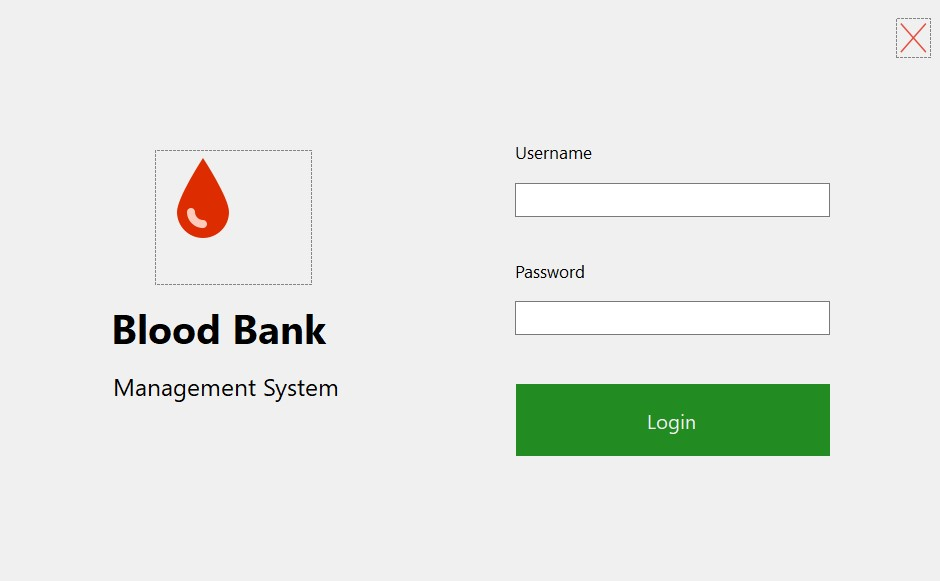 Blood Bank
Management System
Username
Password
Login